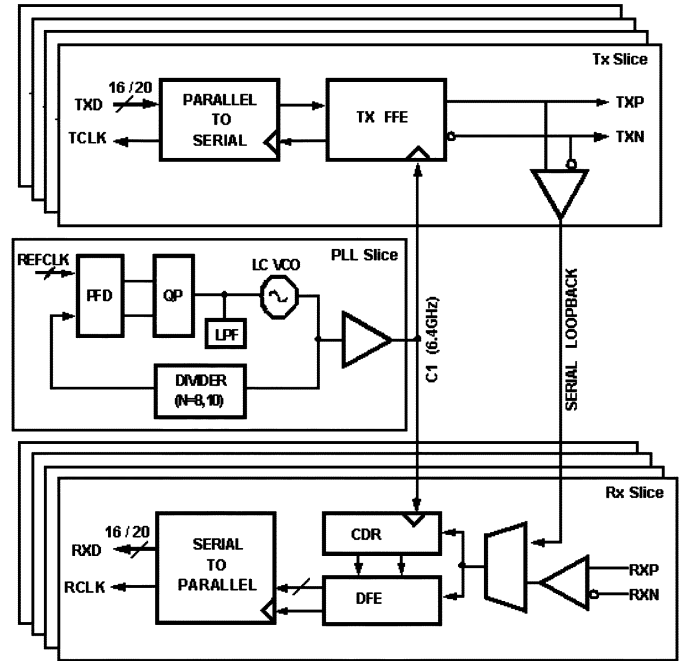 Tx Slice
16/20
TXD
TCLK
PARALLEL
TO
SERIAL
TX FFE
TXP
TXN
PLL Slice
REFCLK
PFD
QP
LC VCO
LPF
DIVIDER
(N=8,10)
C1 (6.4GHz)
SERIAL LOOPBACK
Rx Slice
16/20
RXD
RCLK
SERIAL
TO
PARALLEL
CDR
DFE
RXP
RXN